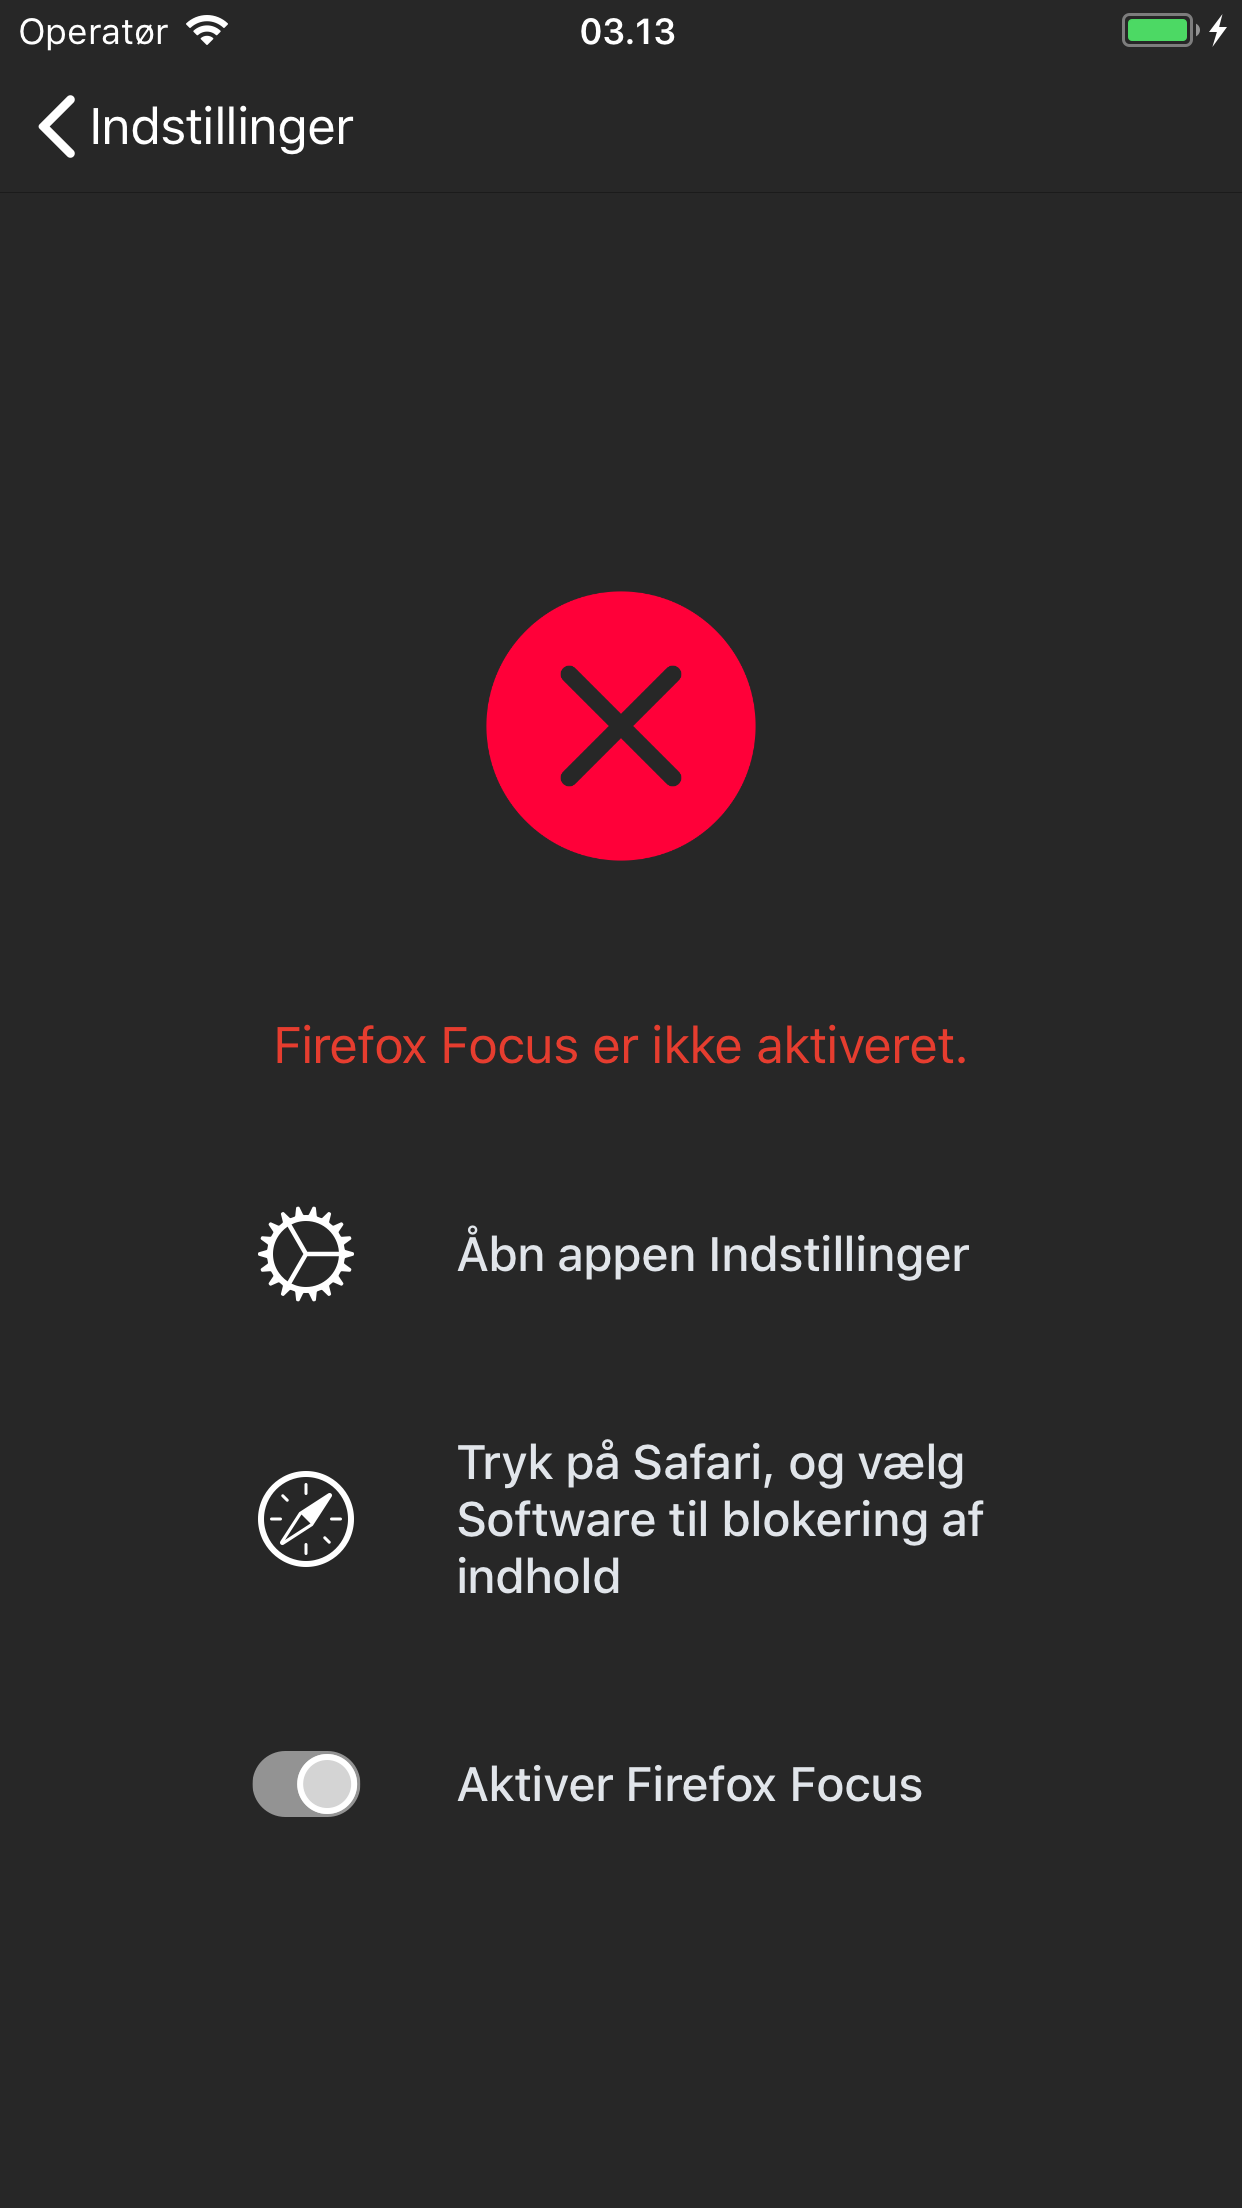 Operatør
03.13
Indstillinger
Firefox Focus er ikke aktiveret.
Åbn appen Indstillinger
Tryk på Safari, og vælg
Software til blokering af
indhold
Aktiver Firefox Focus